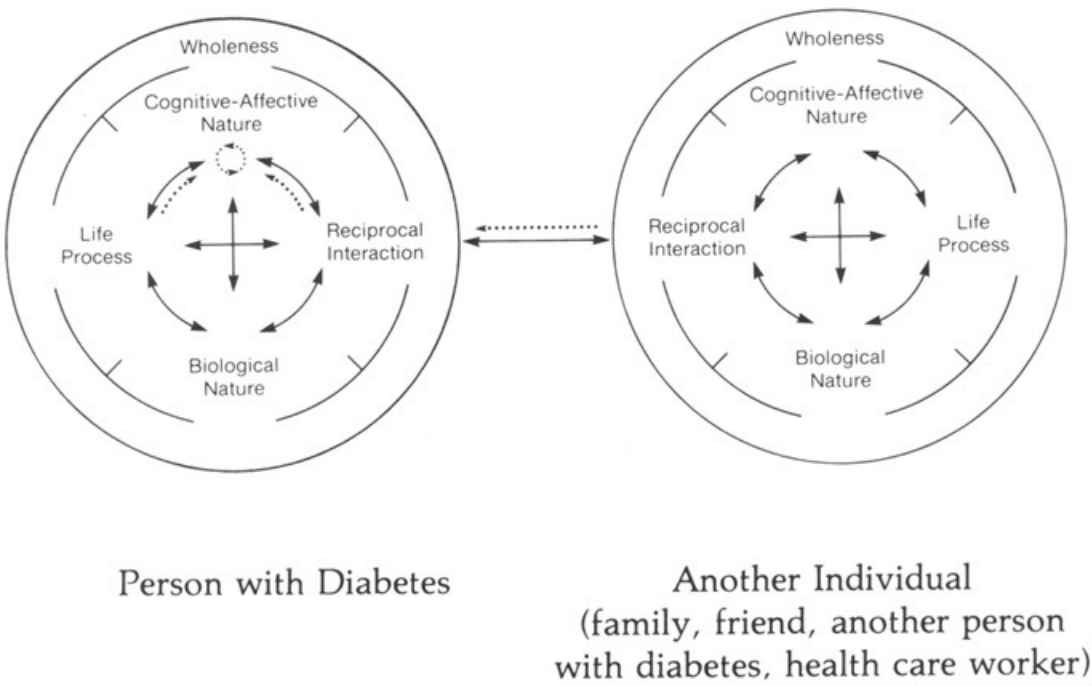 Wholeness
Cognitive-Affective
Nature
Life
Process
Reciprocal
Interaction
Biological
Nature
Wholeness
Cognitive-Affective
Nature
Reciprocal
Interaction
Life
Process
Biological
Nature
Person with Diabetes
Another Individual
(family, friend, another person
with diabetes, health care worker)